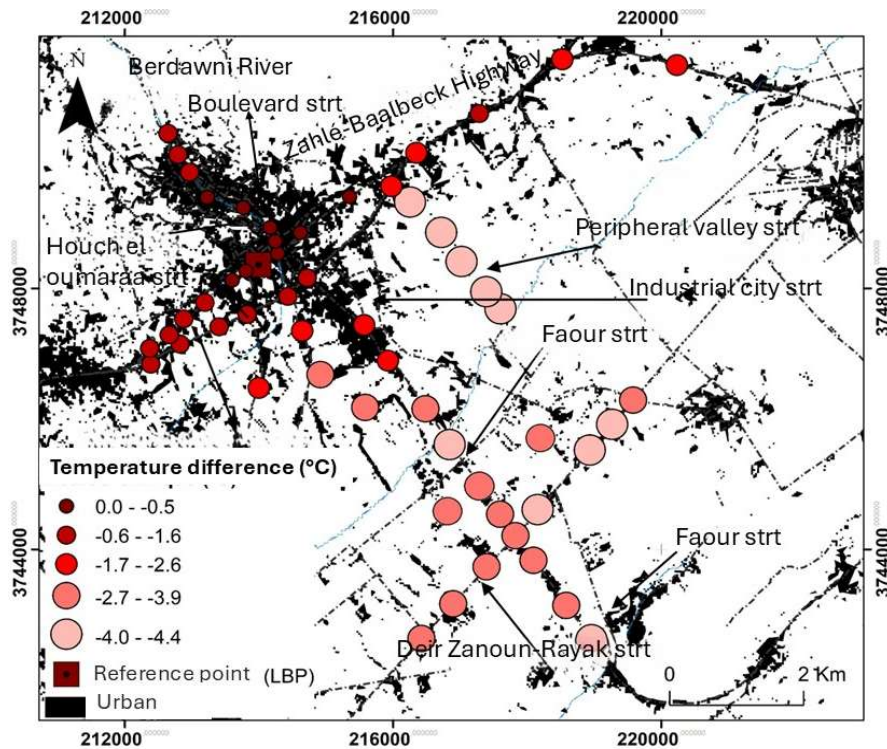 212000
216000
220000
N
Berdawni River
Boulevard strt
Zahlé-Baalbeck Highway
Houch el
oumaraa strt
Peripheral valley strt
Industrial city strt
Faour strt
3748000
3748000
Temperature difference (°C)
0.0 - -0.5
-0.6 - -1.6
-1.7 - -2.6
-2.7 - -3.9
-4.0 - -4.4
Reference point (LBP)
Urban
3744000
3744000
Faour strt
Deir Zanoun-Rayak strt
0 2 Km
212000
216000
220000